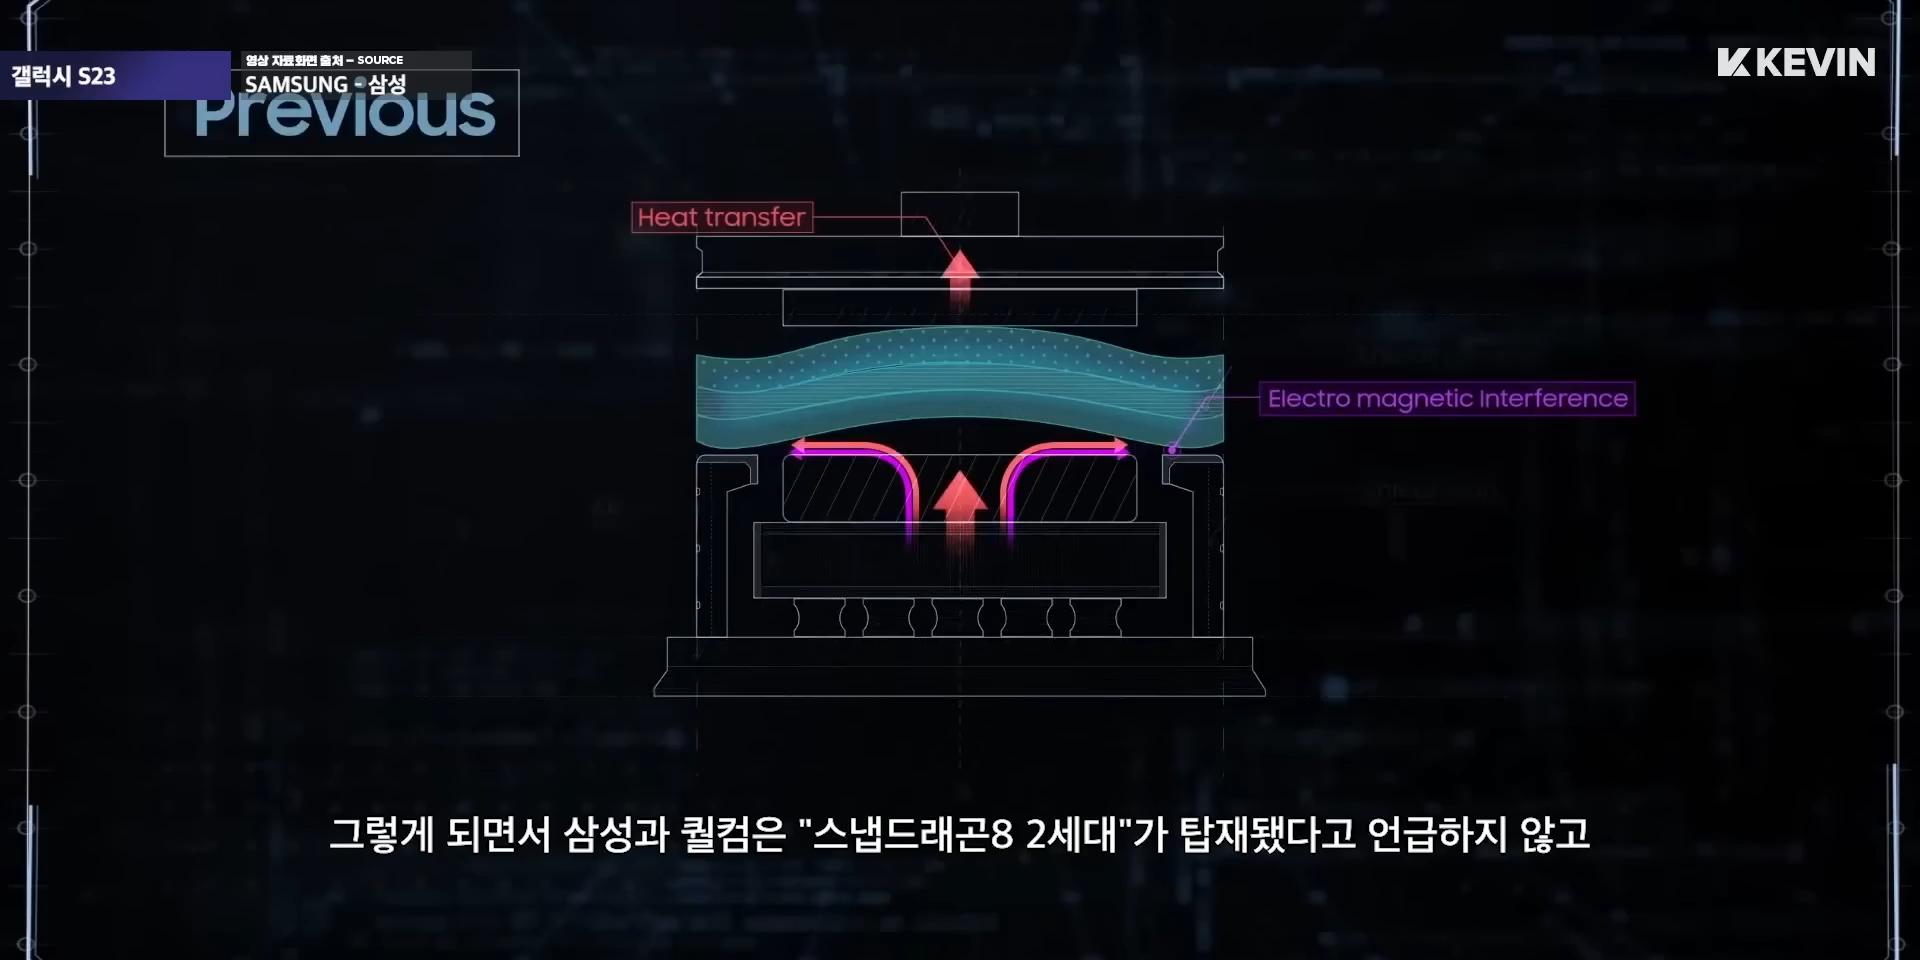 갤럭시 S23
영상 자료화면 출처 – SOURCE
SAMSUNG - 삼성
KEVIN
Previous
Heat transfer
Electro magnetic Interference
그렇게 되면서 삼성과 퀄컴은 "스냅드래곤8 2세대"가 탑재됐다고 언급하지 않고